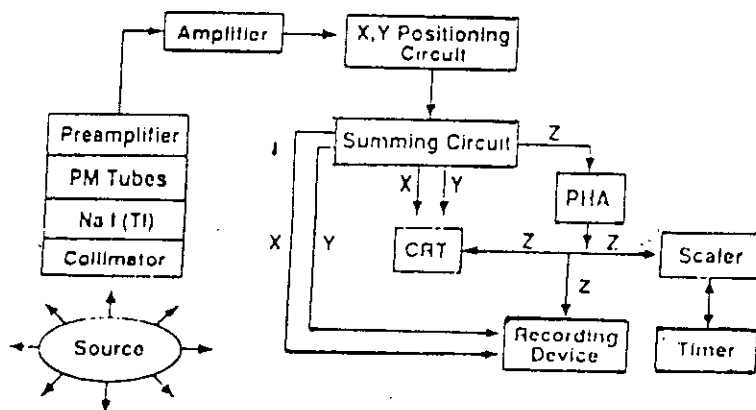 Amplifier
X,Y Positioning
Circuit
Preamplifier
PM Tubes
Na I (Tl)
Collimator
Source
Summing Circuit
Z
X
Y
PHA
X
Y
CRT
Z
Z
Scaler
Z
Recording
Device
Timer